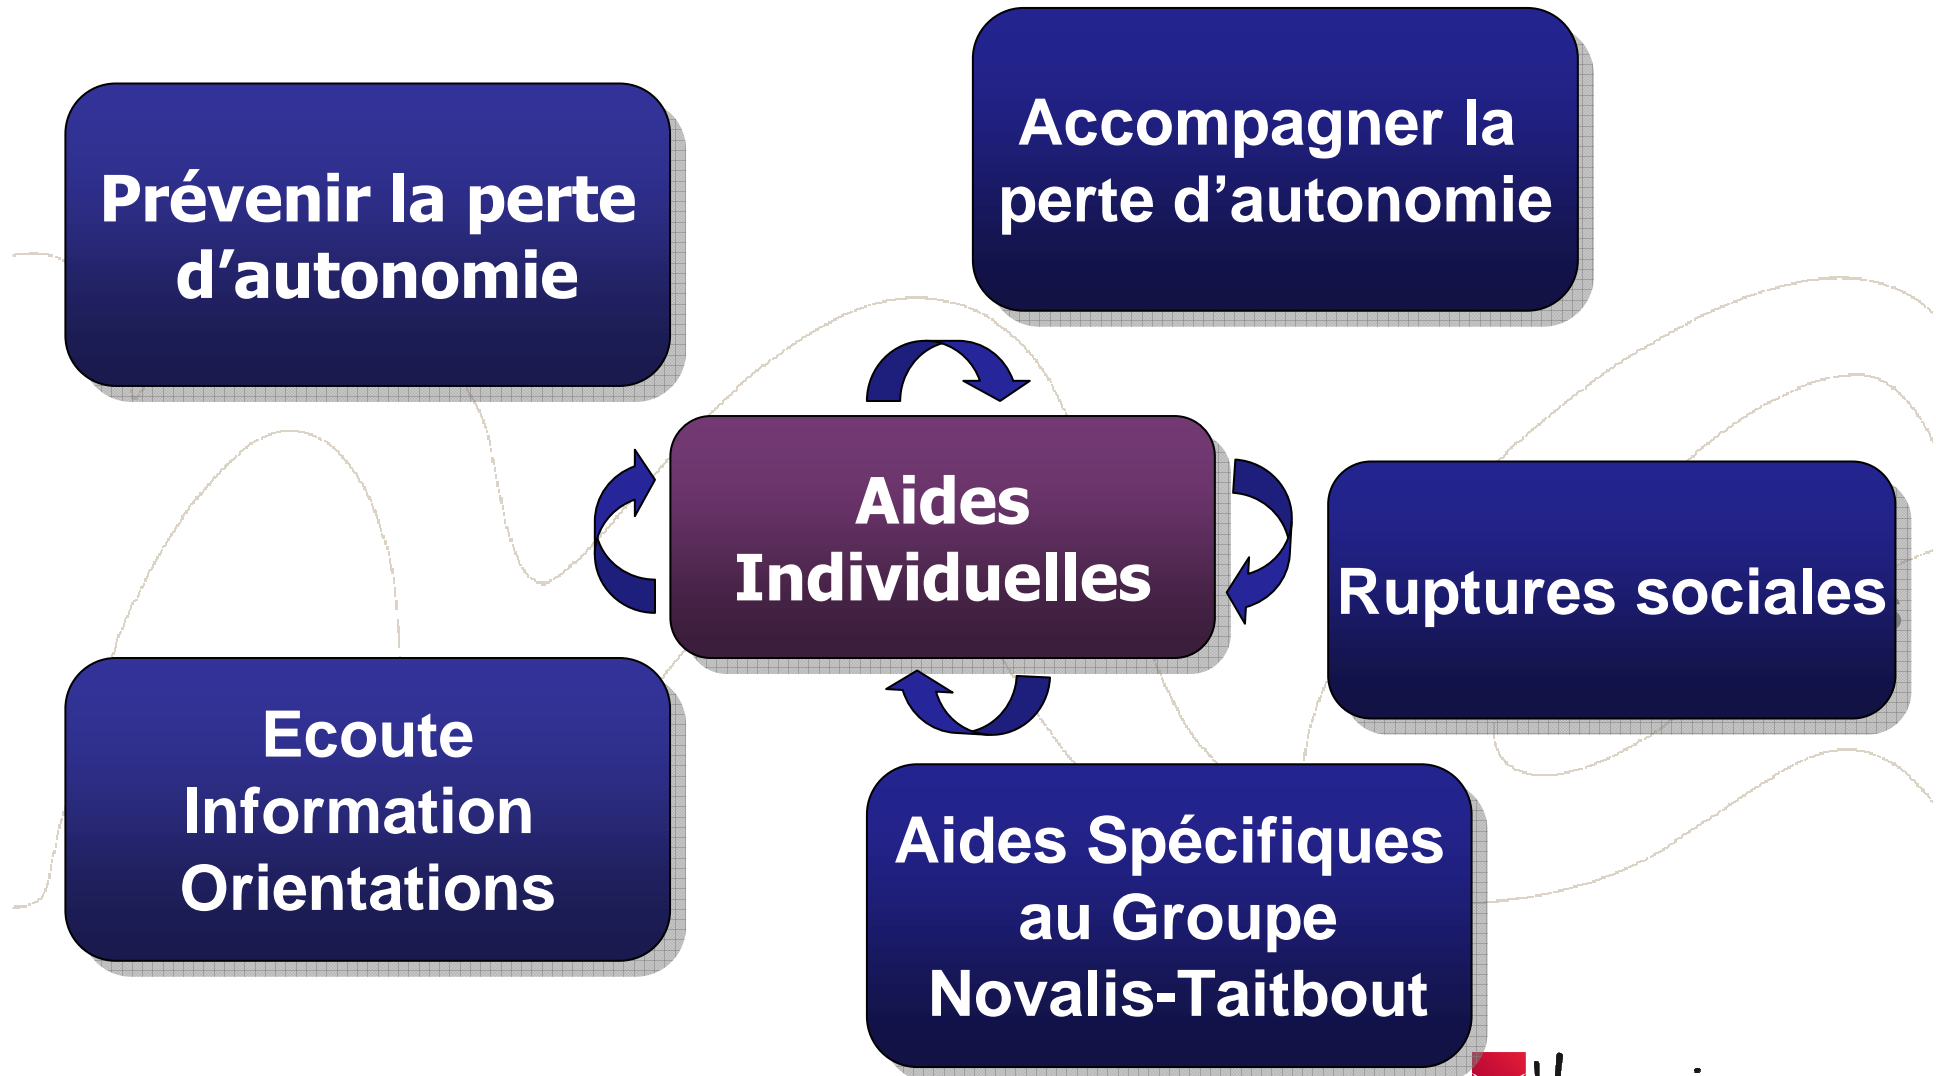 Prévenir la perte
d’autonomie
Accompagner la
perte d’autonomie
Aides
Individuelles
Ruptures sociales
Ecoute
Information
Orientations
Aides Spécifiques
au Groupe
Novalis-Taitbout